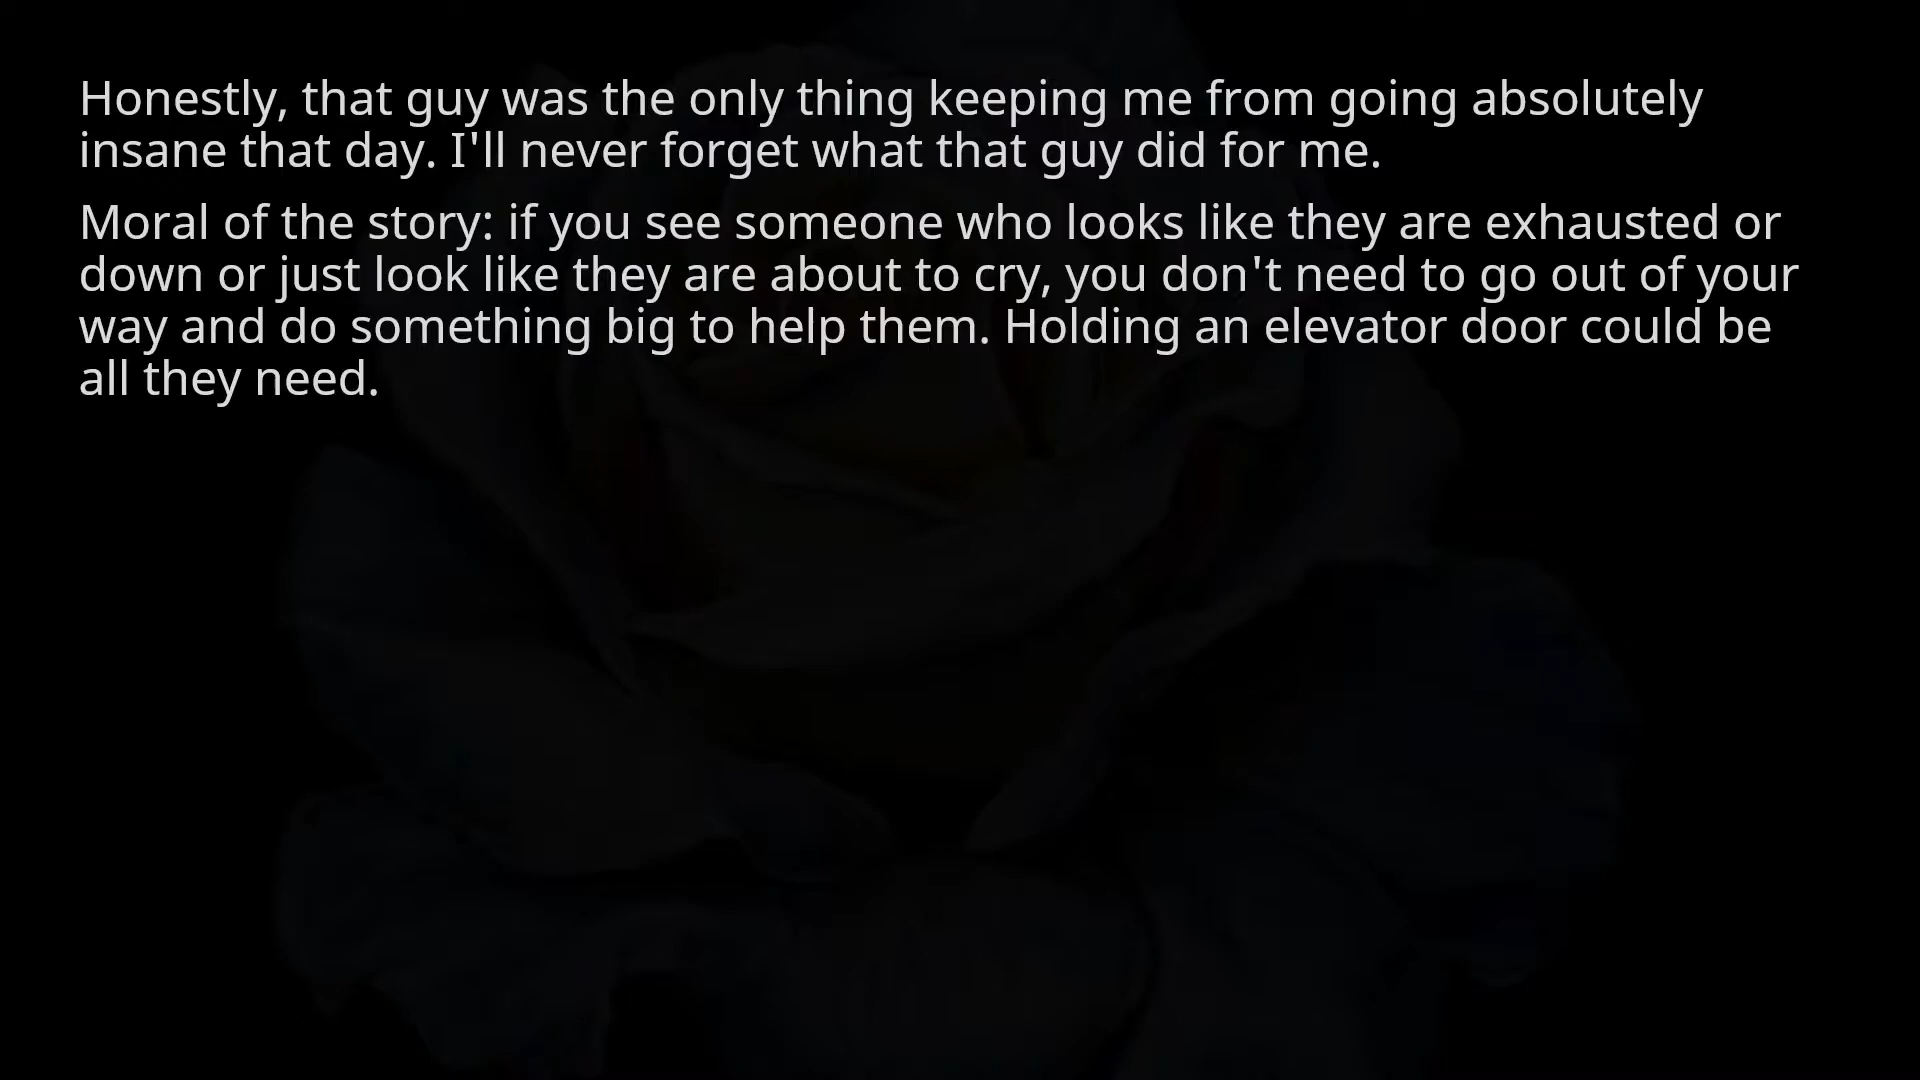 Honestly, that guy was the only thing keeping me from going absolutely
insane that day. I'll never forget what that guy did for me.
Moral of the story: if you see someone who looks like they are exhausted or
down or just look like they are about to cry, you don't need to go out of your
way and do something big to help them. Holding an elevator door could be
all they need.